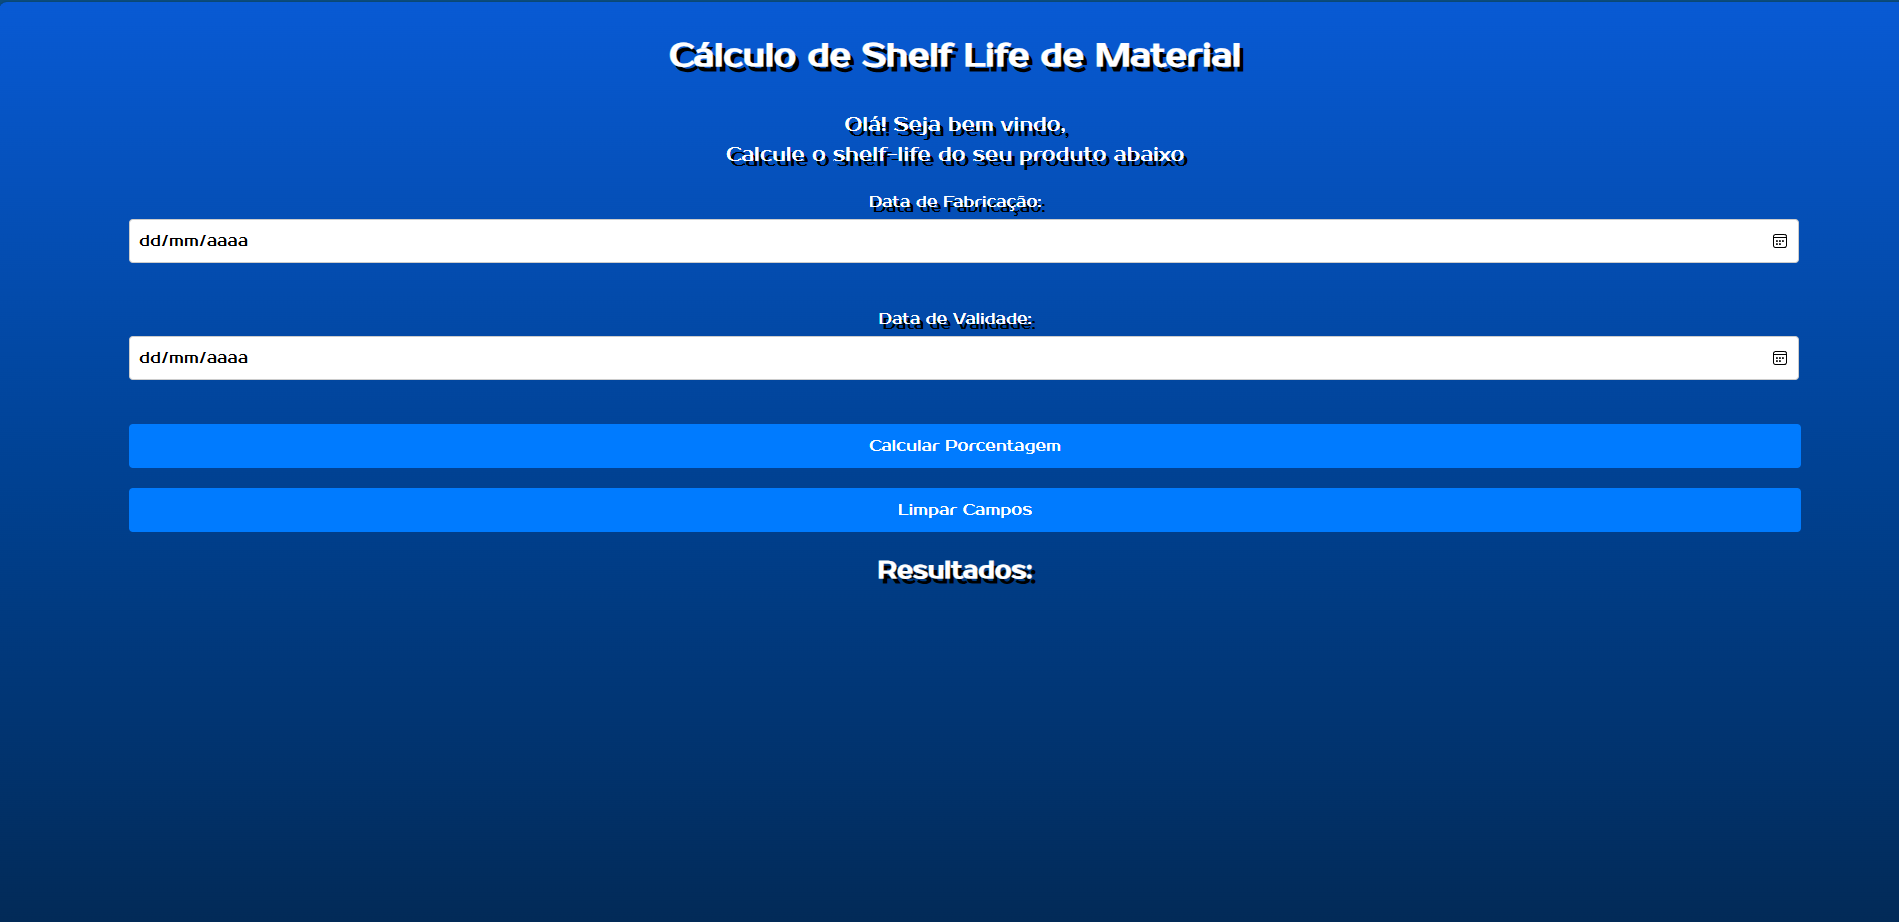 Cálculo de Shelf Life de Material
Olá! Seja bem vindo,
Calcule o shelf-life do seu produto abaixo
Data de Fabricação:
dd/mm/aaaa
Data de Validade:
dd/mm/aaaa
Calcular Porcentagem
Limpar Campos
Resultados: